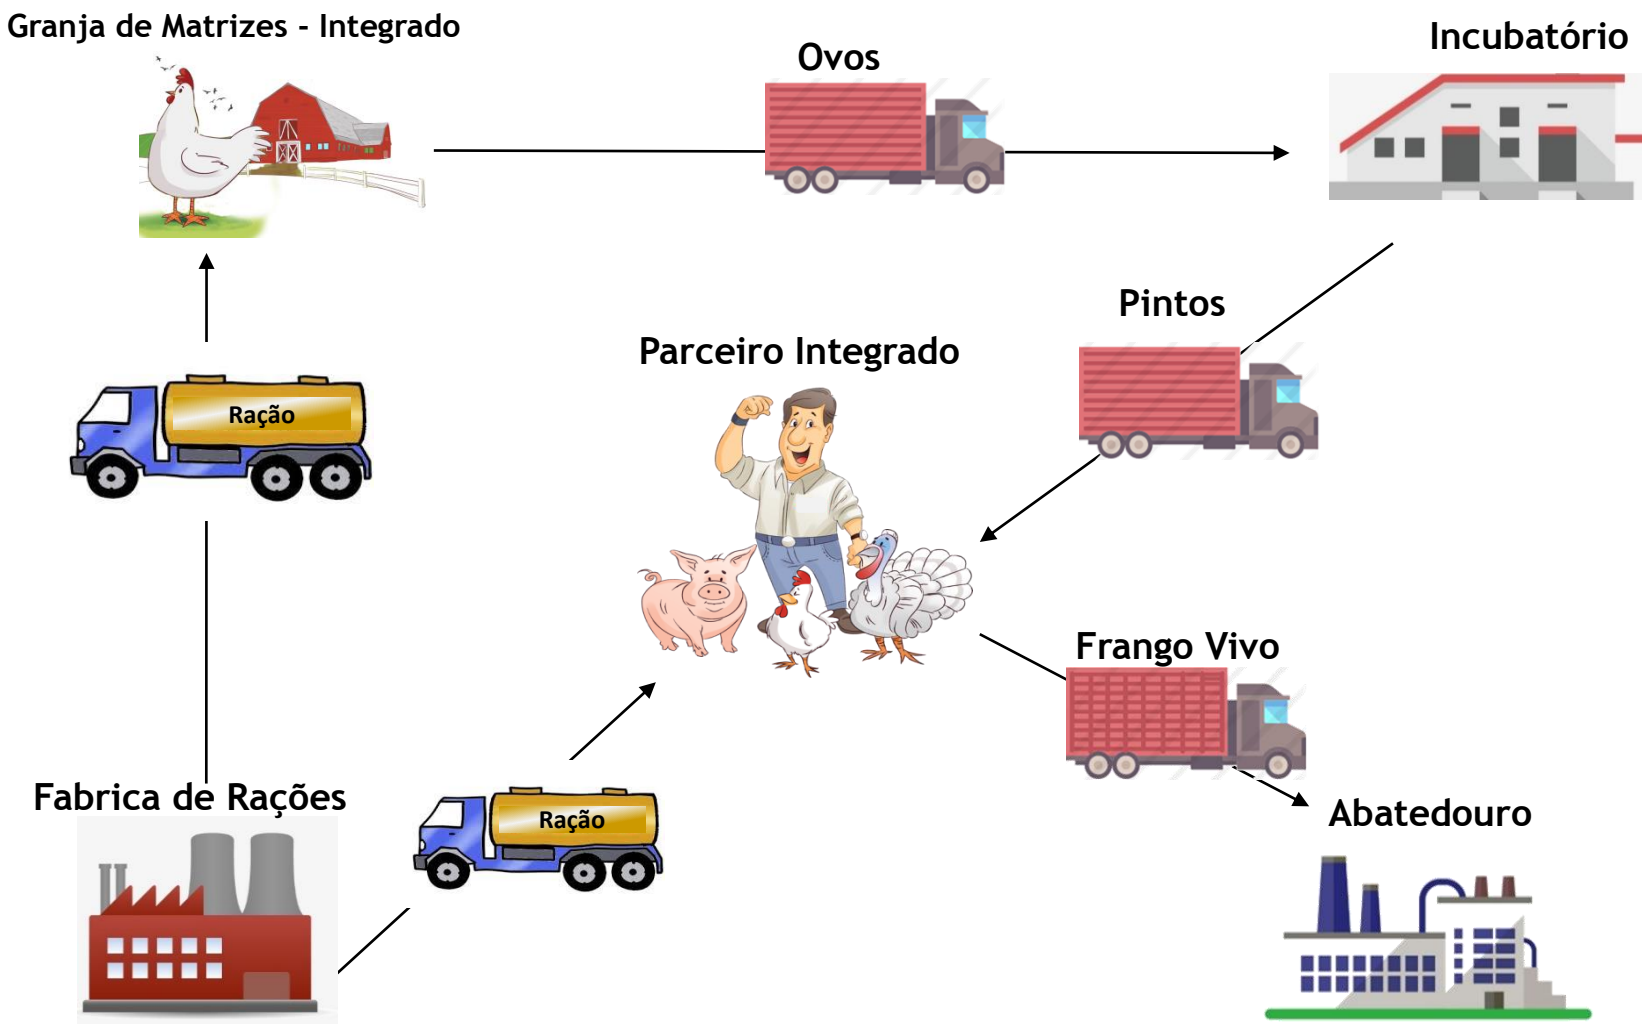 Granja de Matrizes - Integrado
Ovos
Incubatório
Pintos
Parceiro Integrado
Ração
Frango Vivo
Fabrica de Rações
Ração
Abatedouro